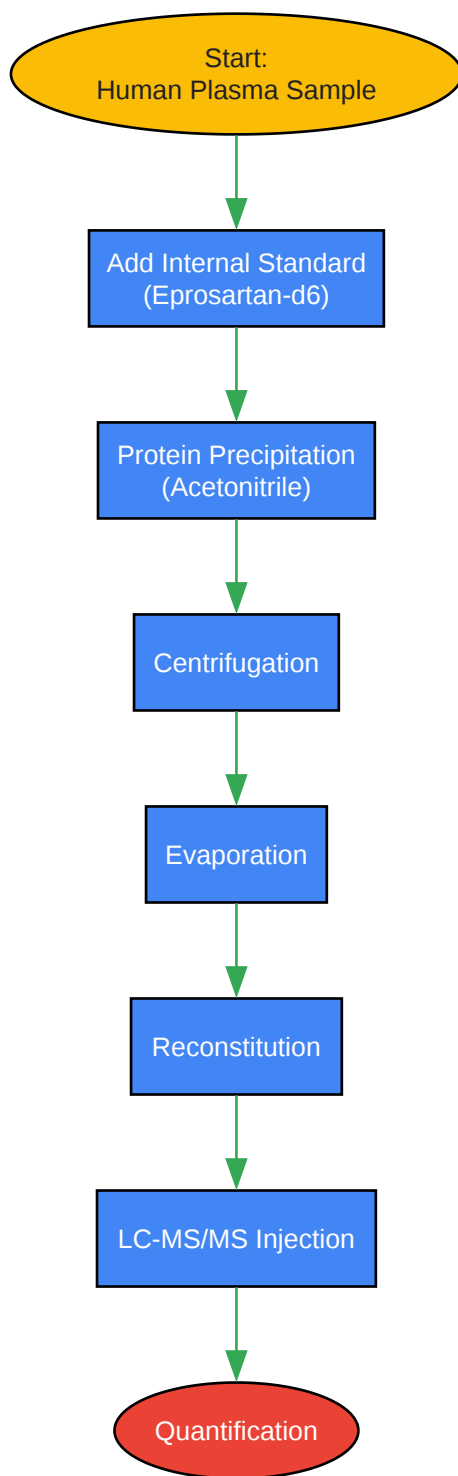 Start:
Human Plasma Sample
Add Internal Standard
(Eprosartan-d6)
Protein Precipitation
(Acetonitrile)
Centrifugation
Evaporation
Reconstitution
LC-MS/MS Injection
Quantification